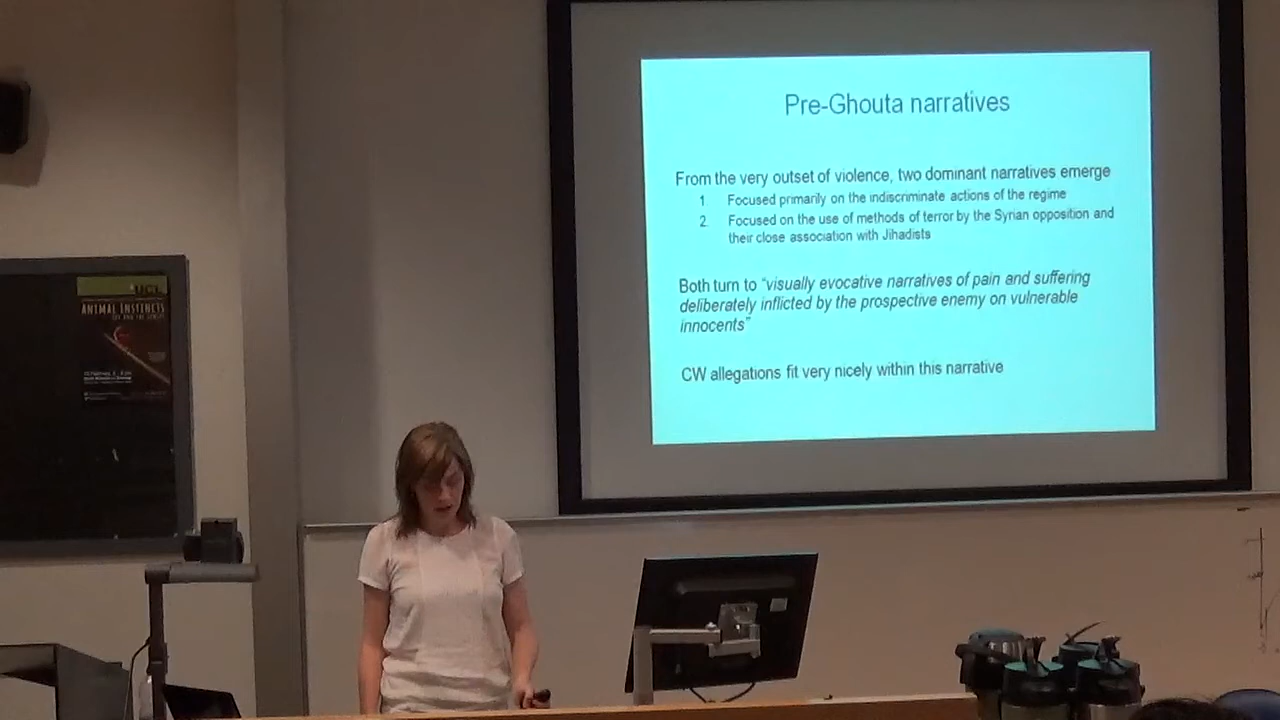 Pre-Ghouta narratives
From the very outset of violence, two dominant narratives emerge
1. Focused primarily on the indiscriminate actions of the regime
2. Focused on the use of methods of terror by the Syrian opposition and
their close association with Jihadists
Both turn to “visually evocative narratives of pain and suffering
deliberately inflicted by the prospective enemy on vulnerable
innocents”
CW allegations fit very nicely within this narrative
UCL
ANIMAL INSTINCTS